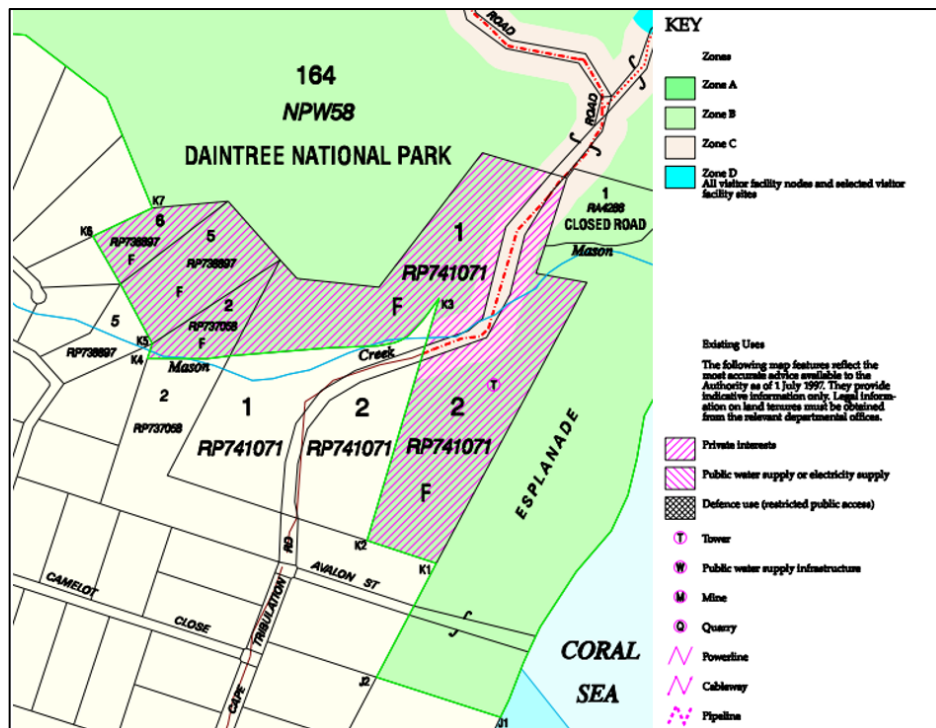 ROAD
164
NPW58
DAINTREE NATIONAL PARK
ROAD
1
RA4288
CLOSED ROAD
Mason
K7
6
K6
RP738897
F
5
RP738897
F
1
RP741071
F
K3
2
RP737058
F
5
RP738897
K5
K4
Mason
Creek
2
RP737058
1
RP741071
2
RP741071
T
2
RP741071
F
ESPLANADE
K2
K1
RD
AVALON ST
CAMELOT
CLOSE
TRIBULATION
CAPE
J2
J1
CORAL
SEA
KEY
Zones
Zone A
Zone B
Zone C
Zone D
All visitor facility nodes and selected visitor
facility sites
Existing Uses
The following map features reflect the
most accurate advice available to the
Authority as of 1 July 1997. They provide
indicative information only. Legal inform-
ation on land tenures must be obtained
from the relevant departmental offices.
Private interests
Public water supply or electricity supply
Defence use (restricted public access)
T Tower
W Public water supply infrastructure
M Mine
Q Quarry
Powerline
Cableway
Pipeline